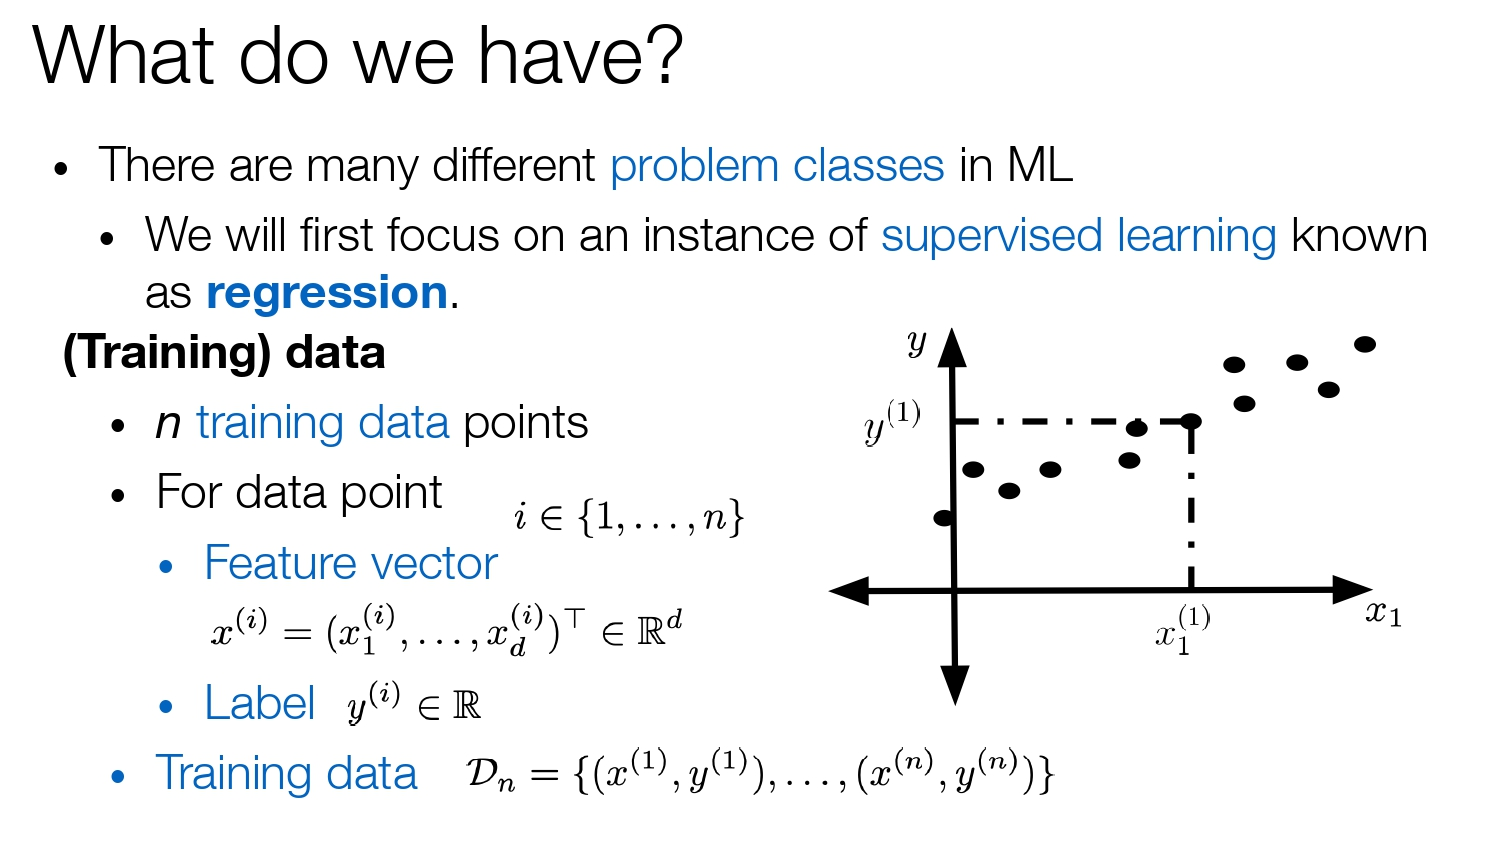 What do we have?
• There are many different problem classes in ML
• We will first focus on an instance of supervised learning known
as regression.
(Training) data
• n training data points
• For data point i ∈ {1, . . . , n}
• Feature vector
x^(i) = (x_1^(i), . . . , x_d^(i))^⊤ ∈ ℝ^d
• Label y^(i) ∈ ℝ
• Training data 𝒟_n = {(x^(1), y^(1)), . . . , (x^(n), y^(n))}
y
y^(1)
x_1^(1)
x_1